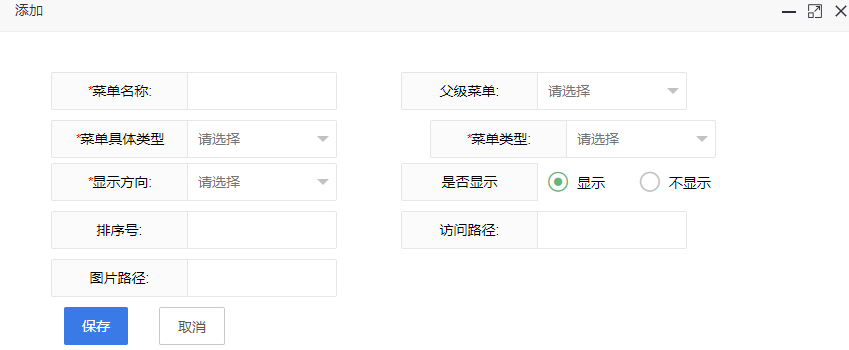 添加
*菜单名称:
父级菜单: 请选择
*菜单具体类型 请选择
*菜单类型: 请选择
*显示方向: 请选择
是否显示 显示 不显示
排序号:
访问路径:
图片路径:
保存 取消